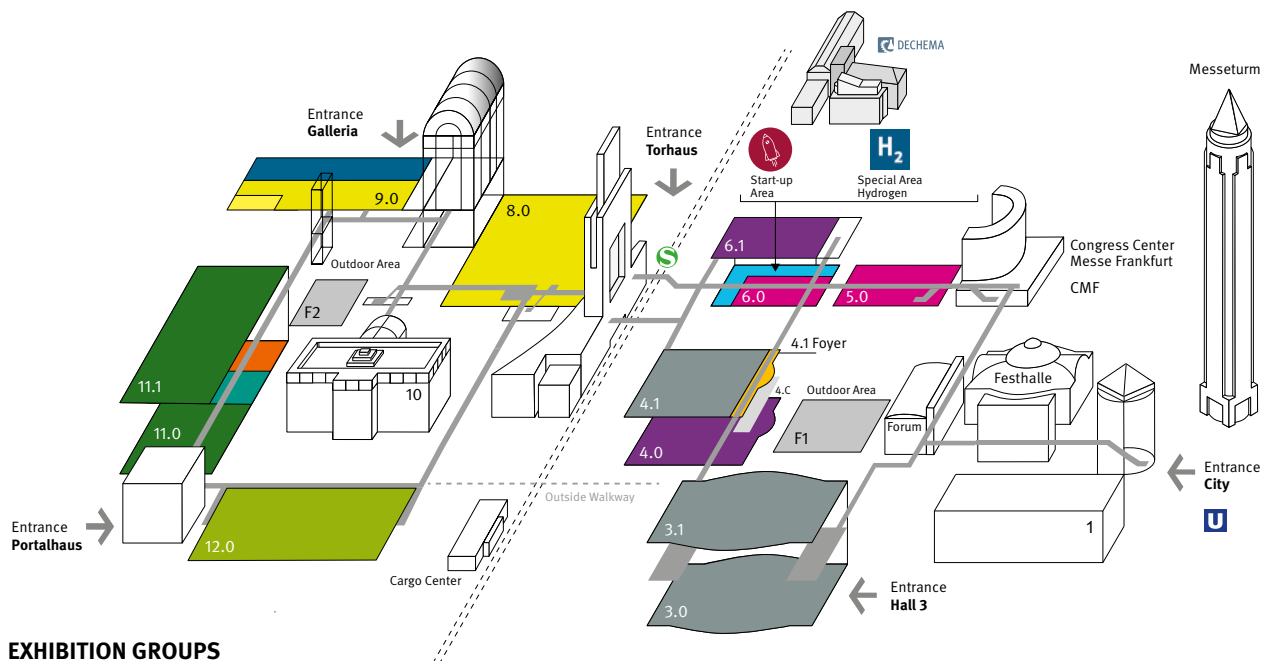 DECHEMA
Messeturm
Entrance
Galleria
Entrance
Torhaus
H2
Start-up
Area
Special Area
Hydrogen
9.0
8.0
6.1
S
Congress Center
Messe Frankfurt
CMF
Outdoor Area
F2
6.0
5.0
4.1 Foyer
11.1
10
4.1
4.C
Outdoor Area
F1
Festhalle
Forum
11.0
4.0
Entrance
City
U
Outside Walkway
Entrance
Portalhaus
12.0
3.1
1
Cargo Center
3.0
Entrance
Hall 3
EXHIBITION GROUPS